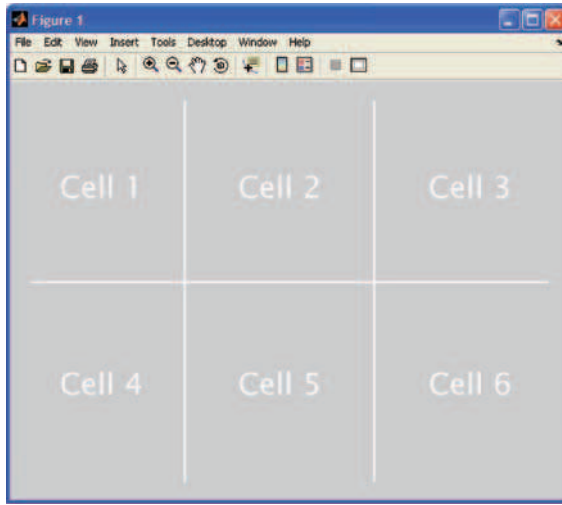 Figure 1
File Edit View Insert Tools Desktop Window Help
Cell 1 Cell 2 Cell 3
Cell 4 Cell 5 Cell 6